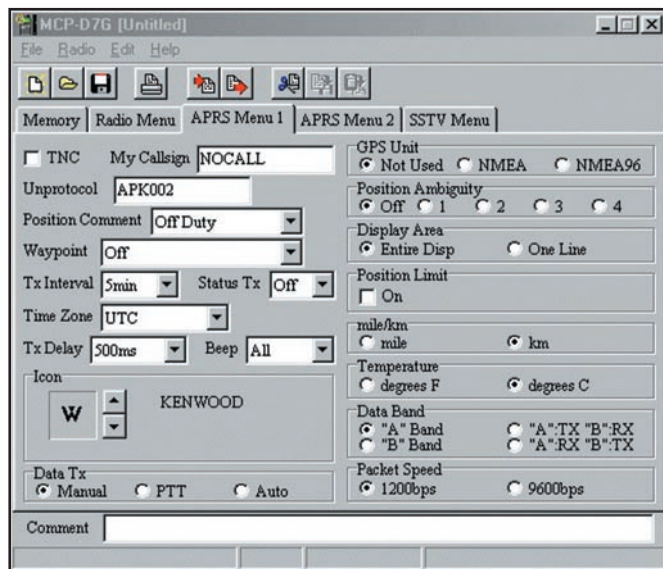 MCP-D7G [Untitled]
File Radio Edit Help
Memory Radio Menu APRS Menu 1 APRS Menu 2 SSTV Menu
TNC My Callsign NOCALL
Unprotocol APK002
Position Comment Off Duty
Waypoint Off
Tx Interval 5min Status Tx Off
Time Zone UTC
Tx Delay 500ms Beep All
Icon
W KENWOOD
Data Tx
Manual PTT Auto
GPS Unit
Not Used NMEA NMEA96
Position Ambiguity
Off 1 2 3 4
Display Area
Entire Disp One Line
Position Limit
On
mile/km
mile km
Temperature
degrees F degrees C
Data Band
"A" Band "A":TX "B":RX
"B" Band "A":RX "B":TX
Packet Speed
1200bps 9600bps
Comment